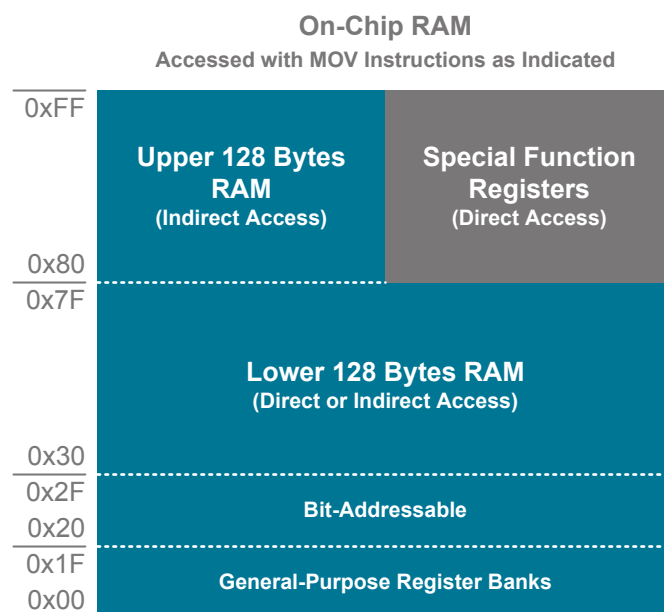 On-Chip RAM
Accessed with MOV Instructions as Indicated
0xFF
Upper 128 Bytes
RAM
(Indirect Access)
Special Function
Registers
(Direct Access)
0x80
0x7F
Lower 128 Bytes RAM
(Direct or Indirect Access)
0x30
0x2F
Bit-Addressable
0x20
0x1F
General-Purpose Register Banks
0x00